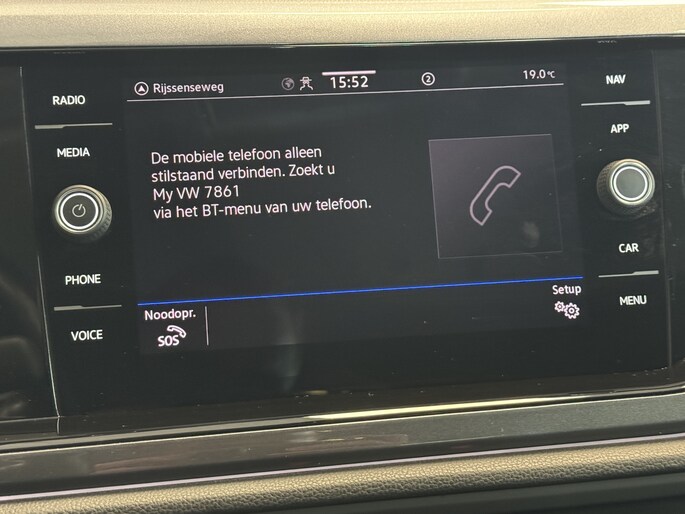 RADIO
MEDIA
PHONE
VOICE
Rijssenseweg
15:52
2
19.0°C
De mobiele telefoon alleen
stilstaand verbinden. Zoekt u
My VW 7861
via het BT-menu van uw telefoon.
Noodopr.
SOS
Setup
NAV
APP
CAR
MENU